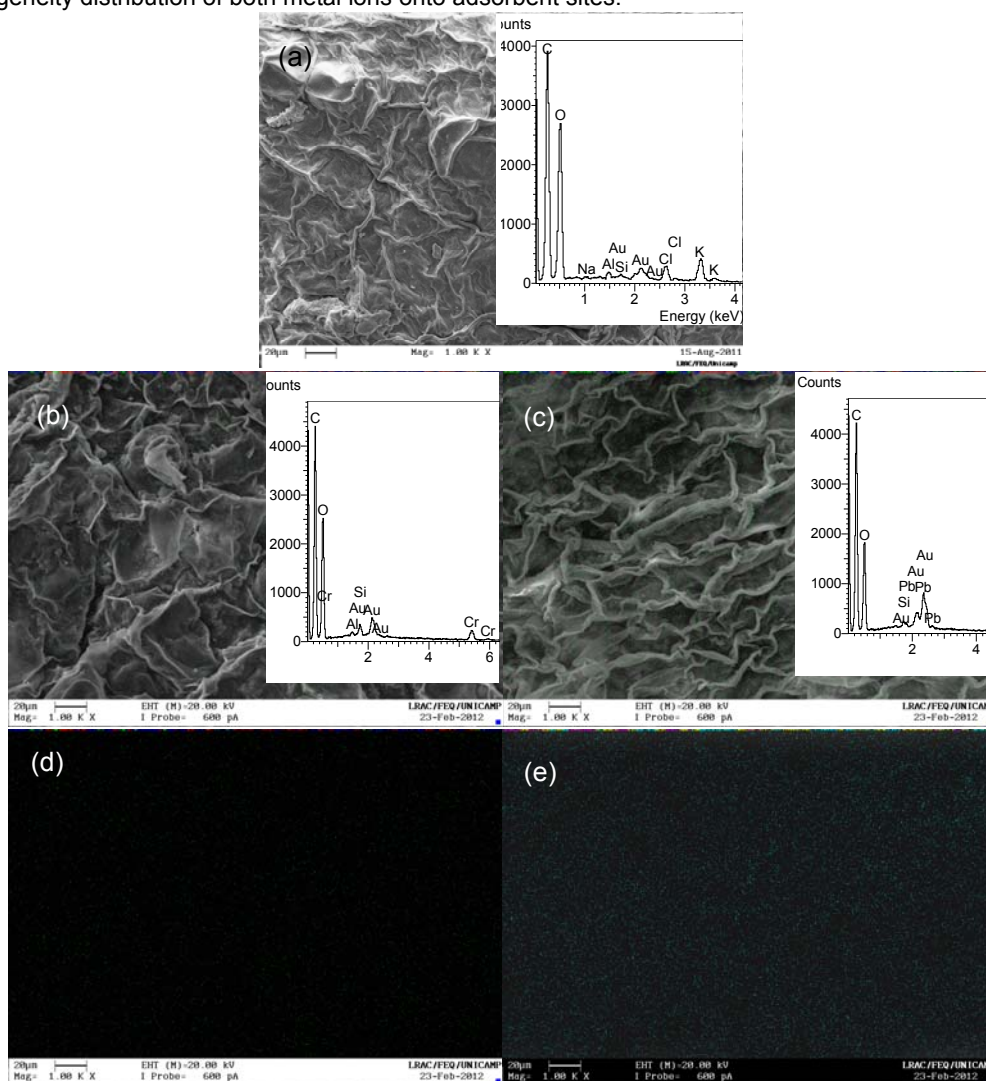 geneity distribution of both metal ions onto adsorbent sites.
(a)
ounts
4000
3000
2000
1000
0
C
O
Na
Al
Au
Si
Au
Au
Cl
Cl
K
K
1 2 3 4
Energy (keV)
20µm Mag= 1.00 K X 15-Aug-2011
LRAC/FEQ/Unicamp
(b)
ounts
4000
3000
2000
1000
0
C
O
Cr
Si
Au
Al
Au
Au
Cr
Cr
2 4 6
20µm EHT (M)=20.00 kV LRAC/FEQ/UNICAMP
Mag= 1.00 K X I Probe= 600 pA 23-Feb-2012
(c)
Counts
4000
3000
2000
1000
0
C
O
Au
Au
Pb
Pb
Si
Au
Pb
2 4
20µm EHT (M)=20.00 kV LRAC/FEQ/UNICAMP
Mag= 1.00 K X I Probe= 600 pA 23-Feb-2012
(d)
20µm EHT (M)=20.00 kV LRAC/FEQ/UNICAMP
Mag= 1.00 K X I Probe= 600 pA 23-Feb-2012
(e)
20µm EHT (M)=20.00 kV LRAC/FEQ/UNICAMP
Mag= 1.00 K X I Probe= 600 pA 23-Feb-2012